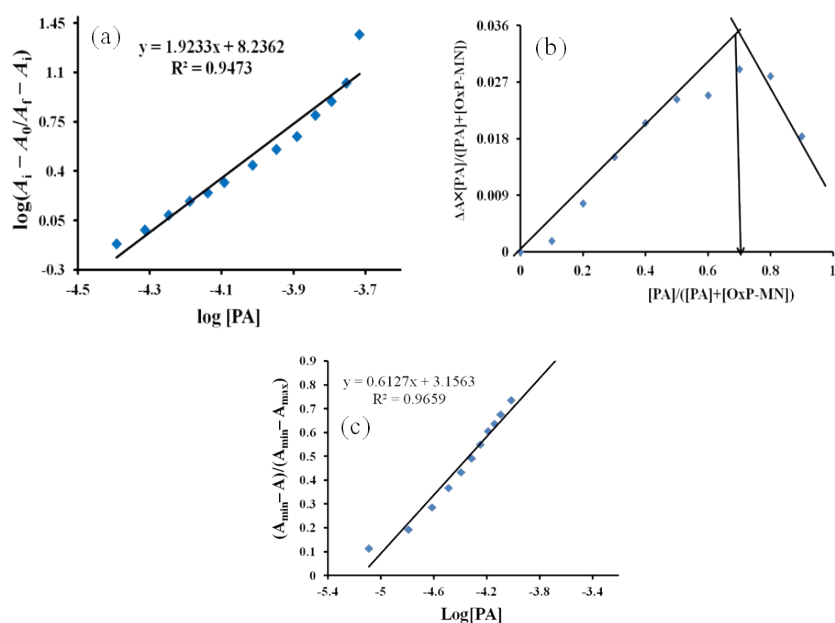 (a)
y = 1.9233x + 8.2362
R² = 0.9473
log(Aᵢ − A₀/A_f − Aᵢ)
1.45
1.1
0.75
0.4
0.05
-0.3
-4.5
-4.3
-4.1
-3.9
-3.7
log [PA]
(b)
ΔA×[PA]/([PA]+[OxP-MN])
0.036
0.027
0.018
0.009
0
0
0.2
0.4
0.6
0.8
1
[PA]/([PA]+[OxP-MN])
(c)
y = 0.6127x + 3.1563
R² = 0.9659
(Amin−A)/(Amin−Amax)
0.9
0.8
0.7
0.6
0.5
0.4
0.3
0.2
0.1
0
-5.4
-5
-4.6
-4.2
-3.8
-3.4
Log[PA]